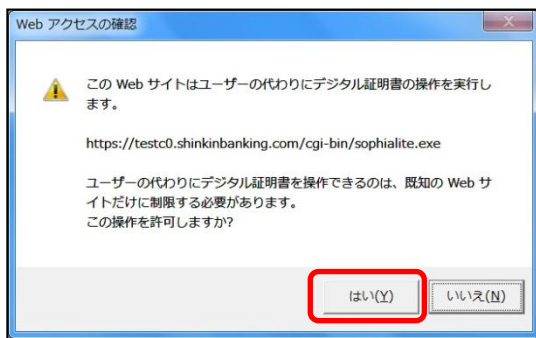 Web アクセスの確認
この Web サイトはユーザーの代わりにデジタル証明書の操作を実行し
ます。
https://testc0.shinkinbanking.com/cgi-bin/sophialite.exe
ユーザーの代わりにデジタル証明書を操作できるのは、既知の Web サ
イトだけに制限する必要があります。
この操作を許可しますか?
はい(Y) いいえ(N)